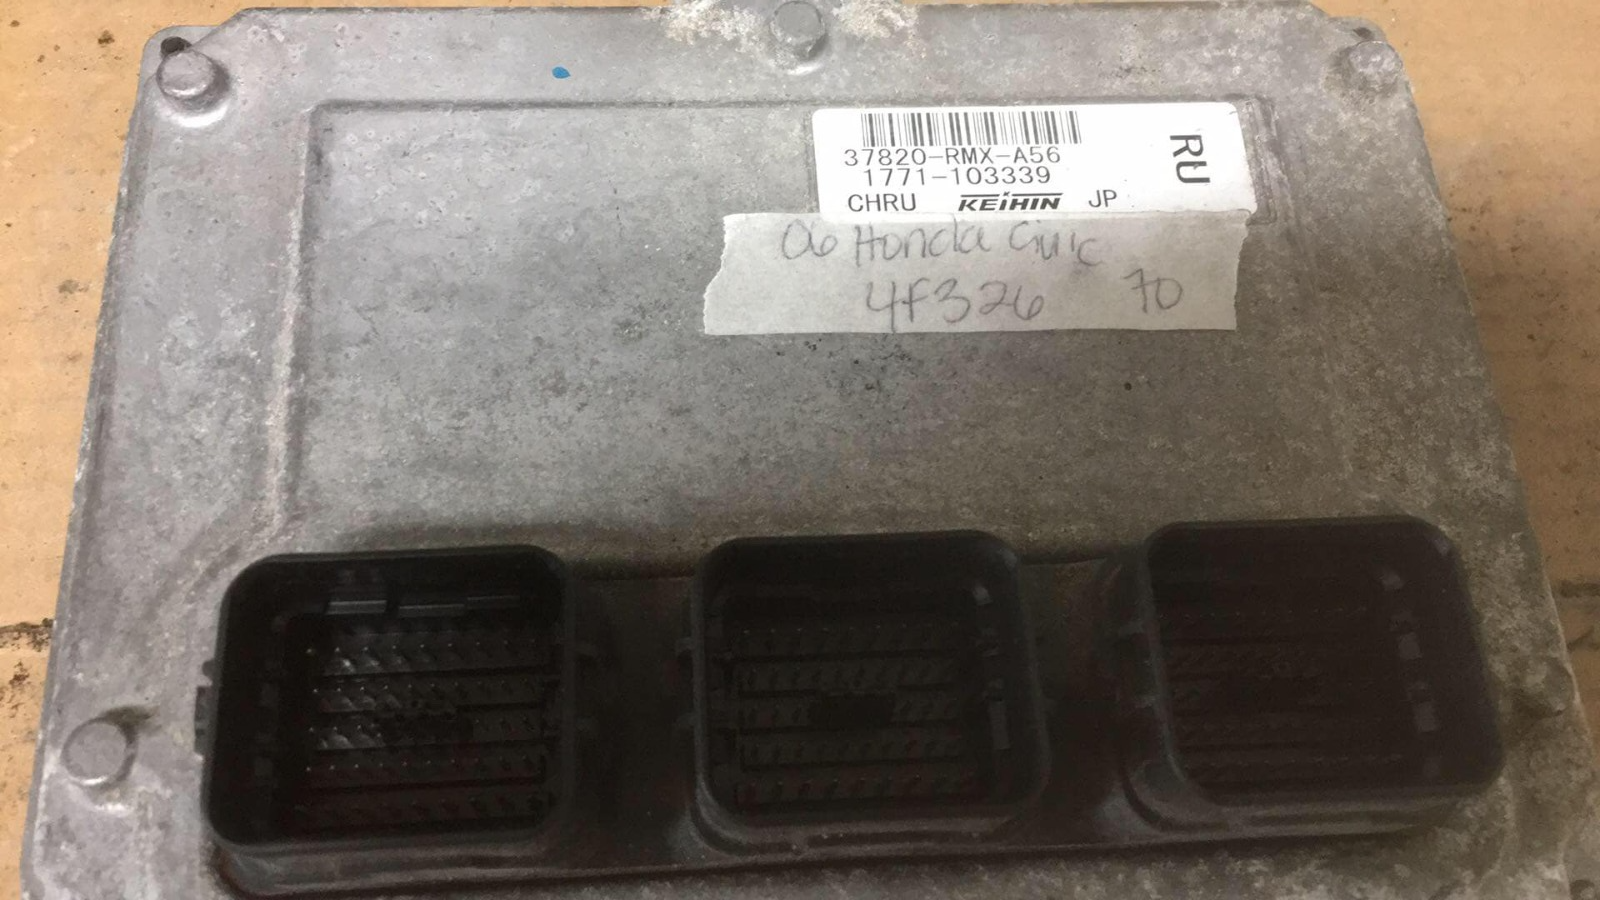 37820-RMX-A56
1771-103339
CHRU KEIHIN JP
RU
06 Honda Civic
4F326 70